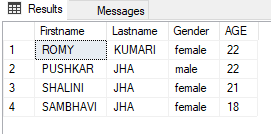 Results Messages
Firstname Lastname Gender AGE
1 ROMY KUMARI female 22
2 PUSHKAR JHA male 22
3 SHALINI JHA female 21
4 SAMBHAVI JHA female 18